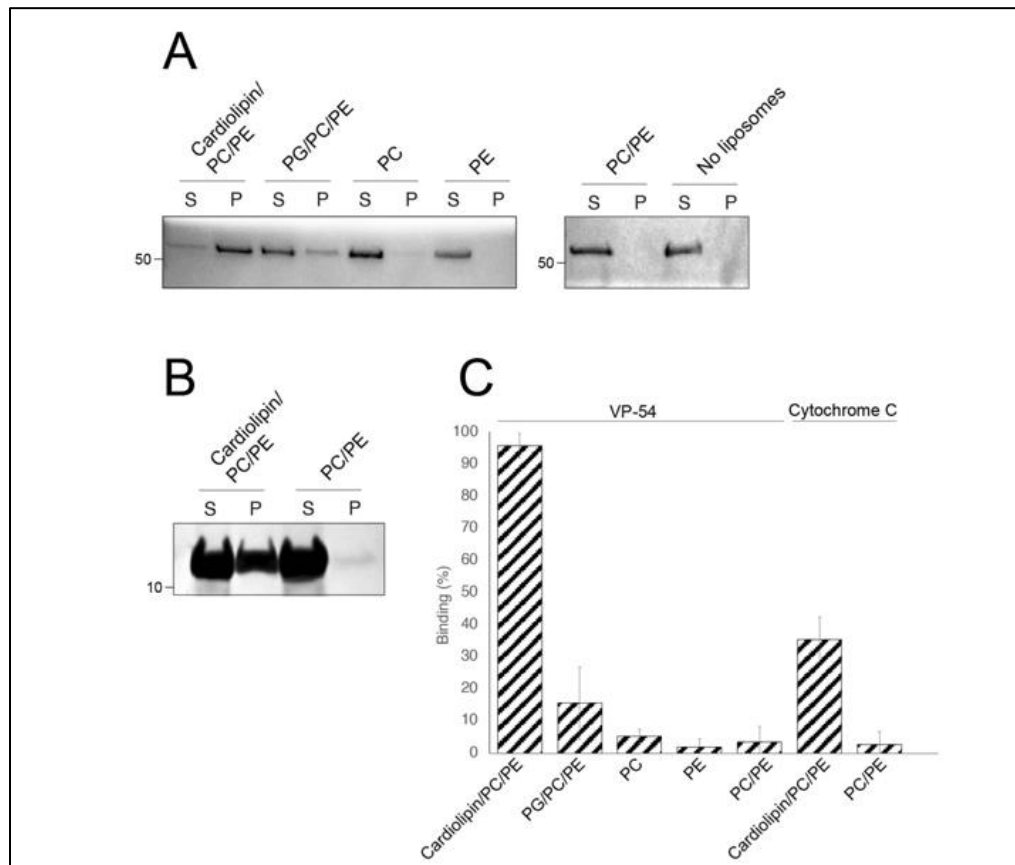 A
Cardiolipin/
PC/PE
PG/PC/PE
PC
PE
S P S P S P S P
50
PC/PE
No liposomes
S P S P
50
B
Cardiolipin/
PC/PE
PC/PE
S P S P
10
C
VP-54
Cytochrome C
Binding (%)
100
90
80
70
60
50
40
30
20
10
0
Cardiolipin/PC/PE
PG/PC/PE
PC
PE
PC/PE
Cardiolipin/PC/PE
PC/PE